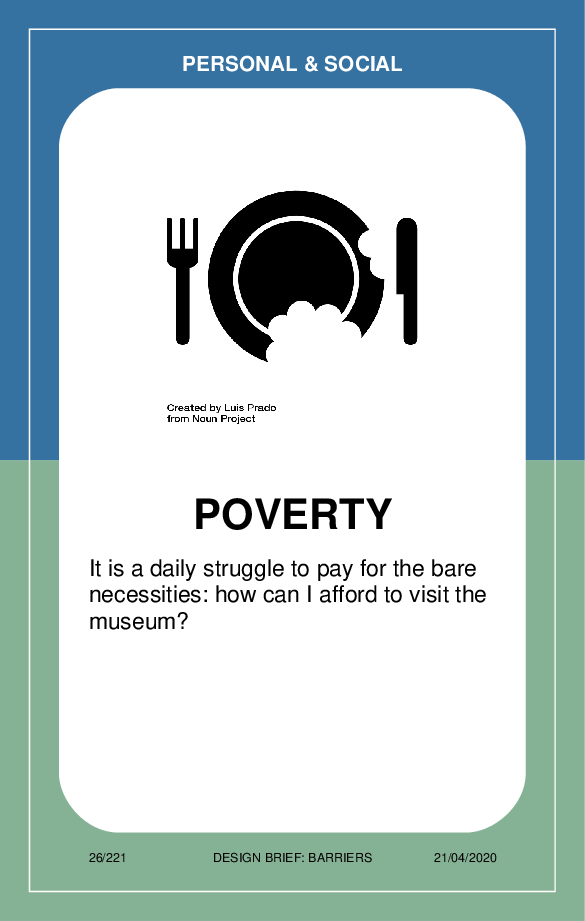 PERSONAL & SOCIAL
Created by Luis Prado
from Noun Project
POVERTY
It is a daily struggle to pay for the bare
necessities: how can I afford to visit the
museum?
26/221 DESIGN BRIEF: BARRIERS 21/04/2020